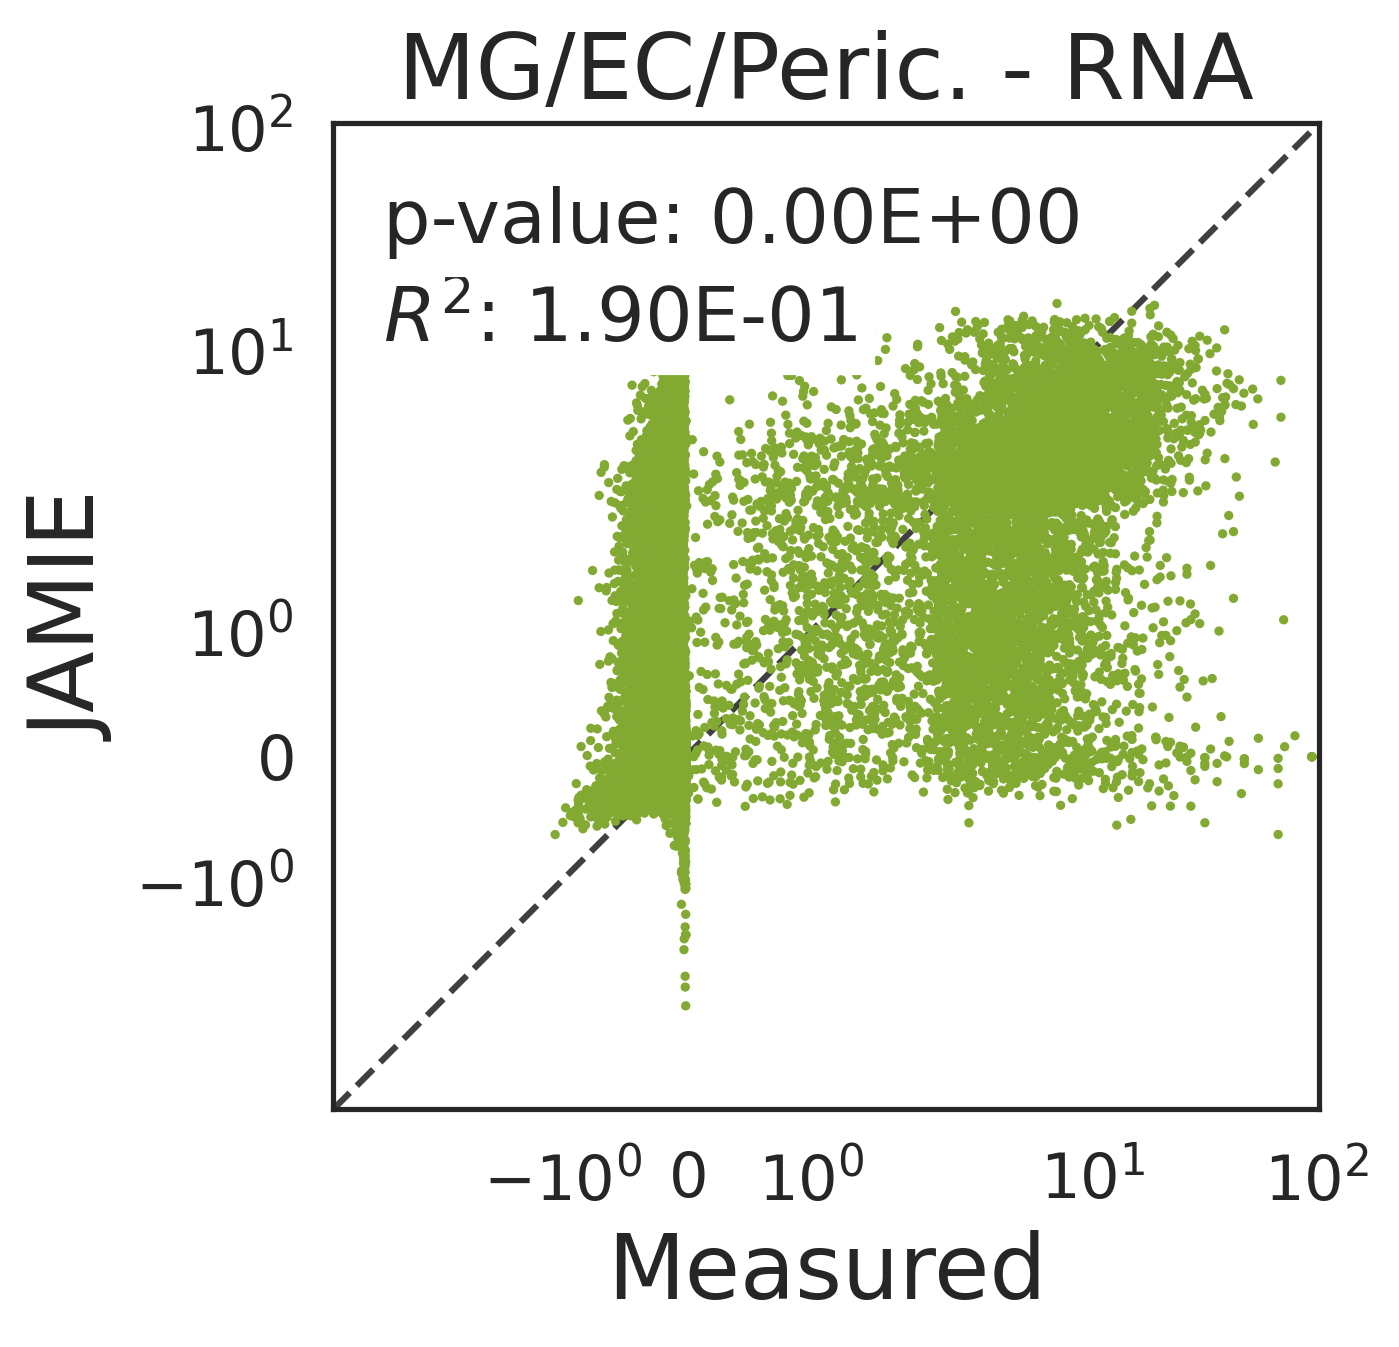 MG/EC/Peric. - RNA
p-value: 0.00E+00
R²: 1.90E-01
JAMIE
10²
10¹
10⁰
0
−10⁰
−10⁰ 0 10⁰ 10¹ 10²
Measured